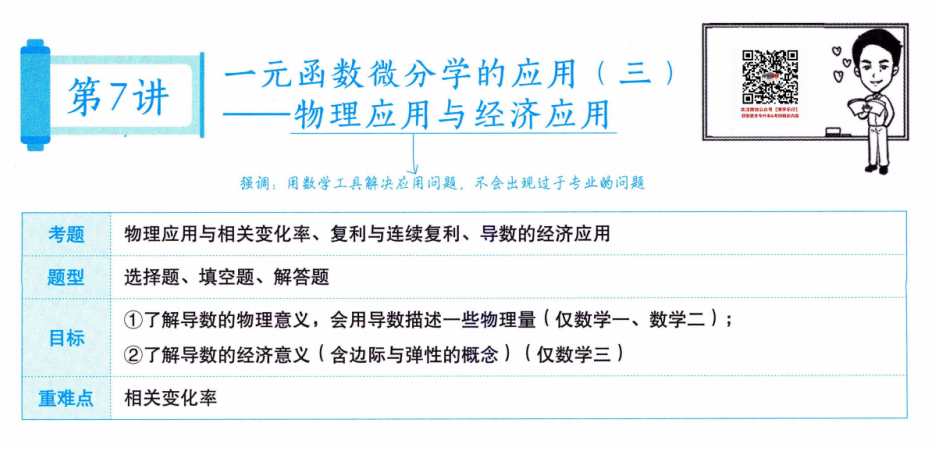 第7讲
一元函数微分学的应用(三)
——物理应用与经济应用
强调:用数学工具解决应用问题,不会出现过于专业的问题
关注微信公众号【博学乐仔】
考题 物理应用与相关变化率、复利与连续复利、导数的经济应用
题型 选择题、填空题、解答题
目标 ①了解导数的物理意义,会用导数描述一些物理量(仅数学一、数学二);
②了解导数的经济意义(含边际与弹性的概念)(仅数学三)
重难点 相关变化率